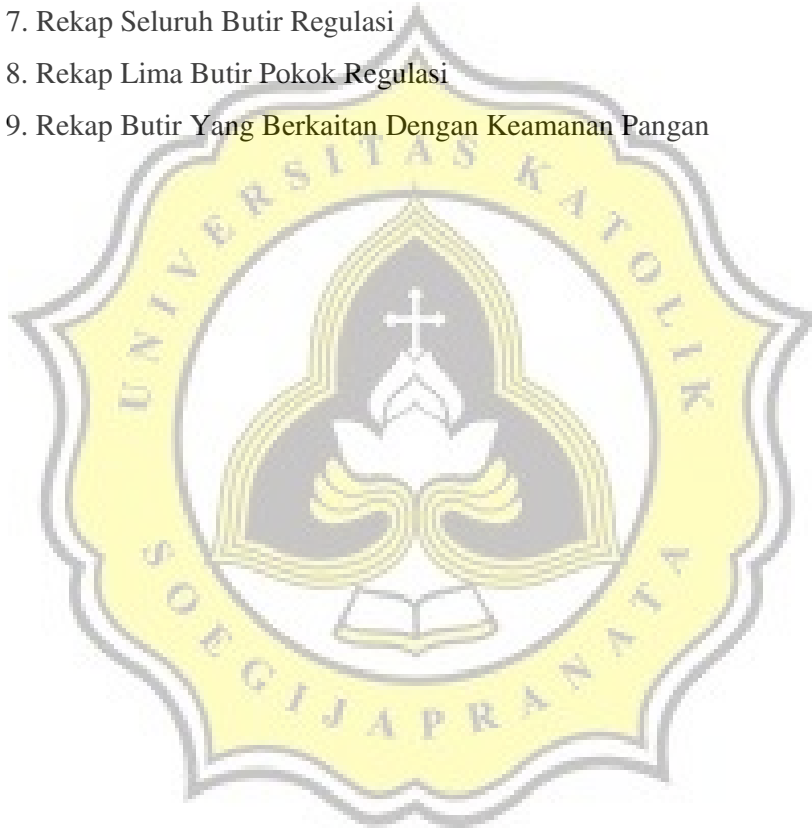 7. Rekap Seluruh Butir Regulasi
8. Rekap Lima Butir Pokok Regulasi
9. Rekap Butir Yang Berkaitan Dengan Keamanan Pangan
UNIVERSITAS KATOLIK
SOEGIJAPRANATA